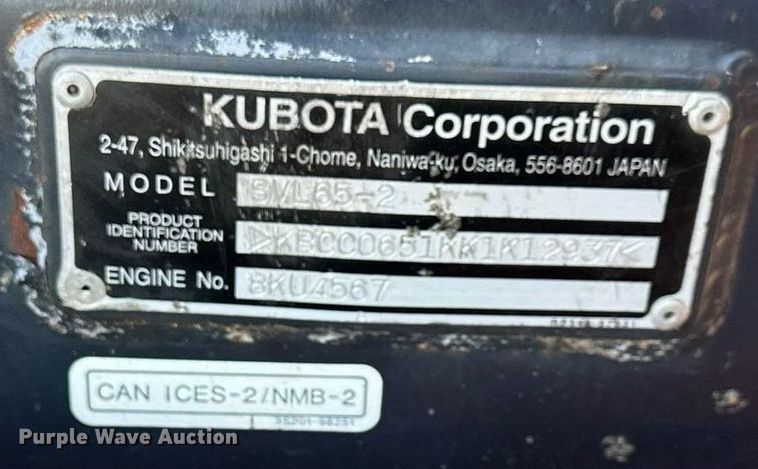 KUBOTA Corporation
2-47, Shikitsuhigashi 1-Chome, Naniwa-ku, Osaka, 556-8601 JAPAN
MODEL SVL65-2
PRODUCT IDENTIFICATION NUMBER >KBCC0651KK1K12937<
ENGINE No. 8KU4567
CAN ICES-2/NMB-2
Purple Wave Auction